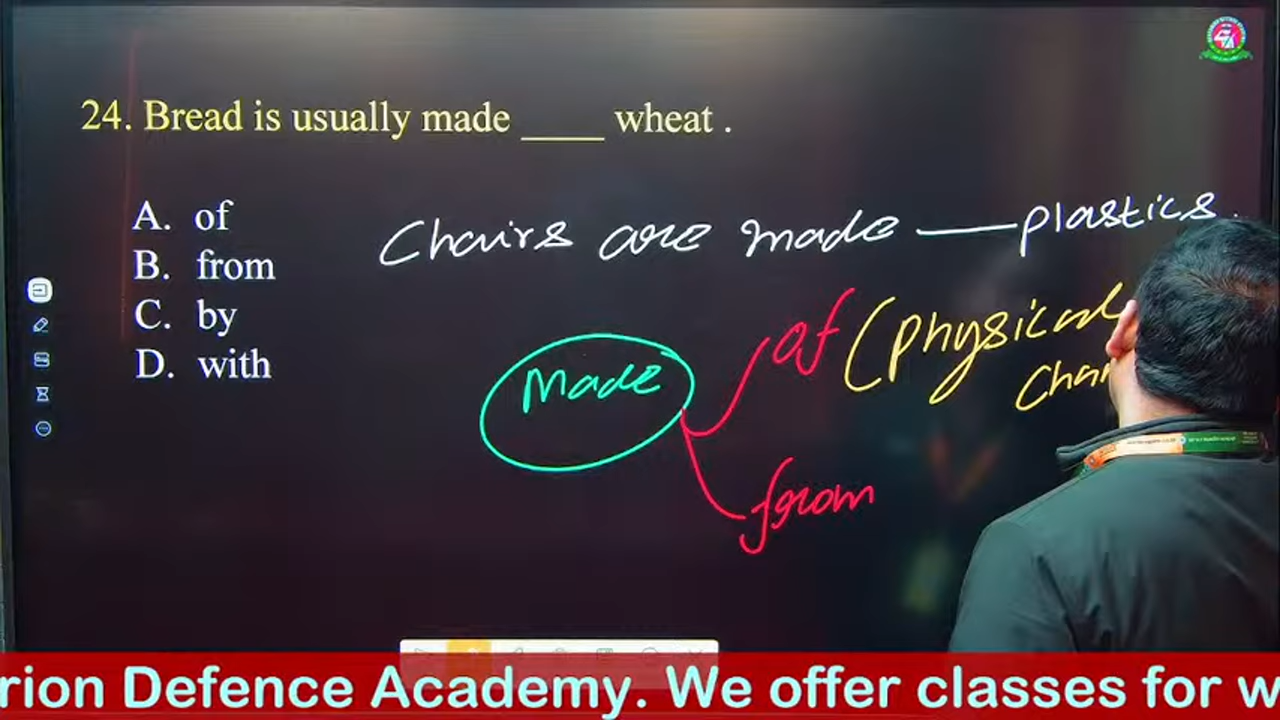 24. Bread is usually made ____ wheat .
A. of
B. from
C. by
D. with
Chairs are made — plastics.
Made
of (Physical
from
rion Defence Academy. We offer classes for w